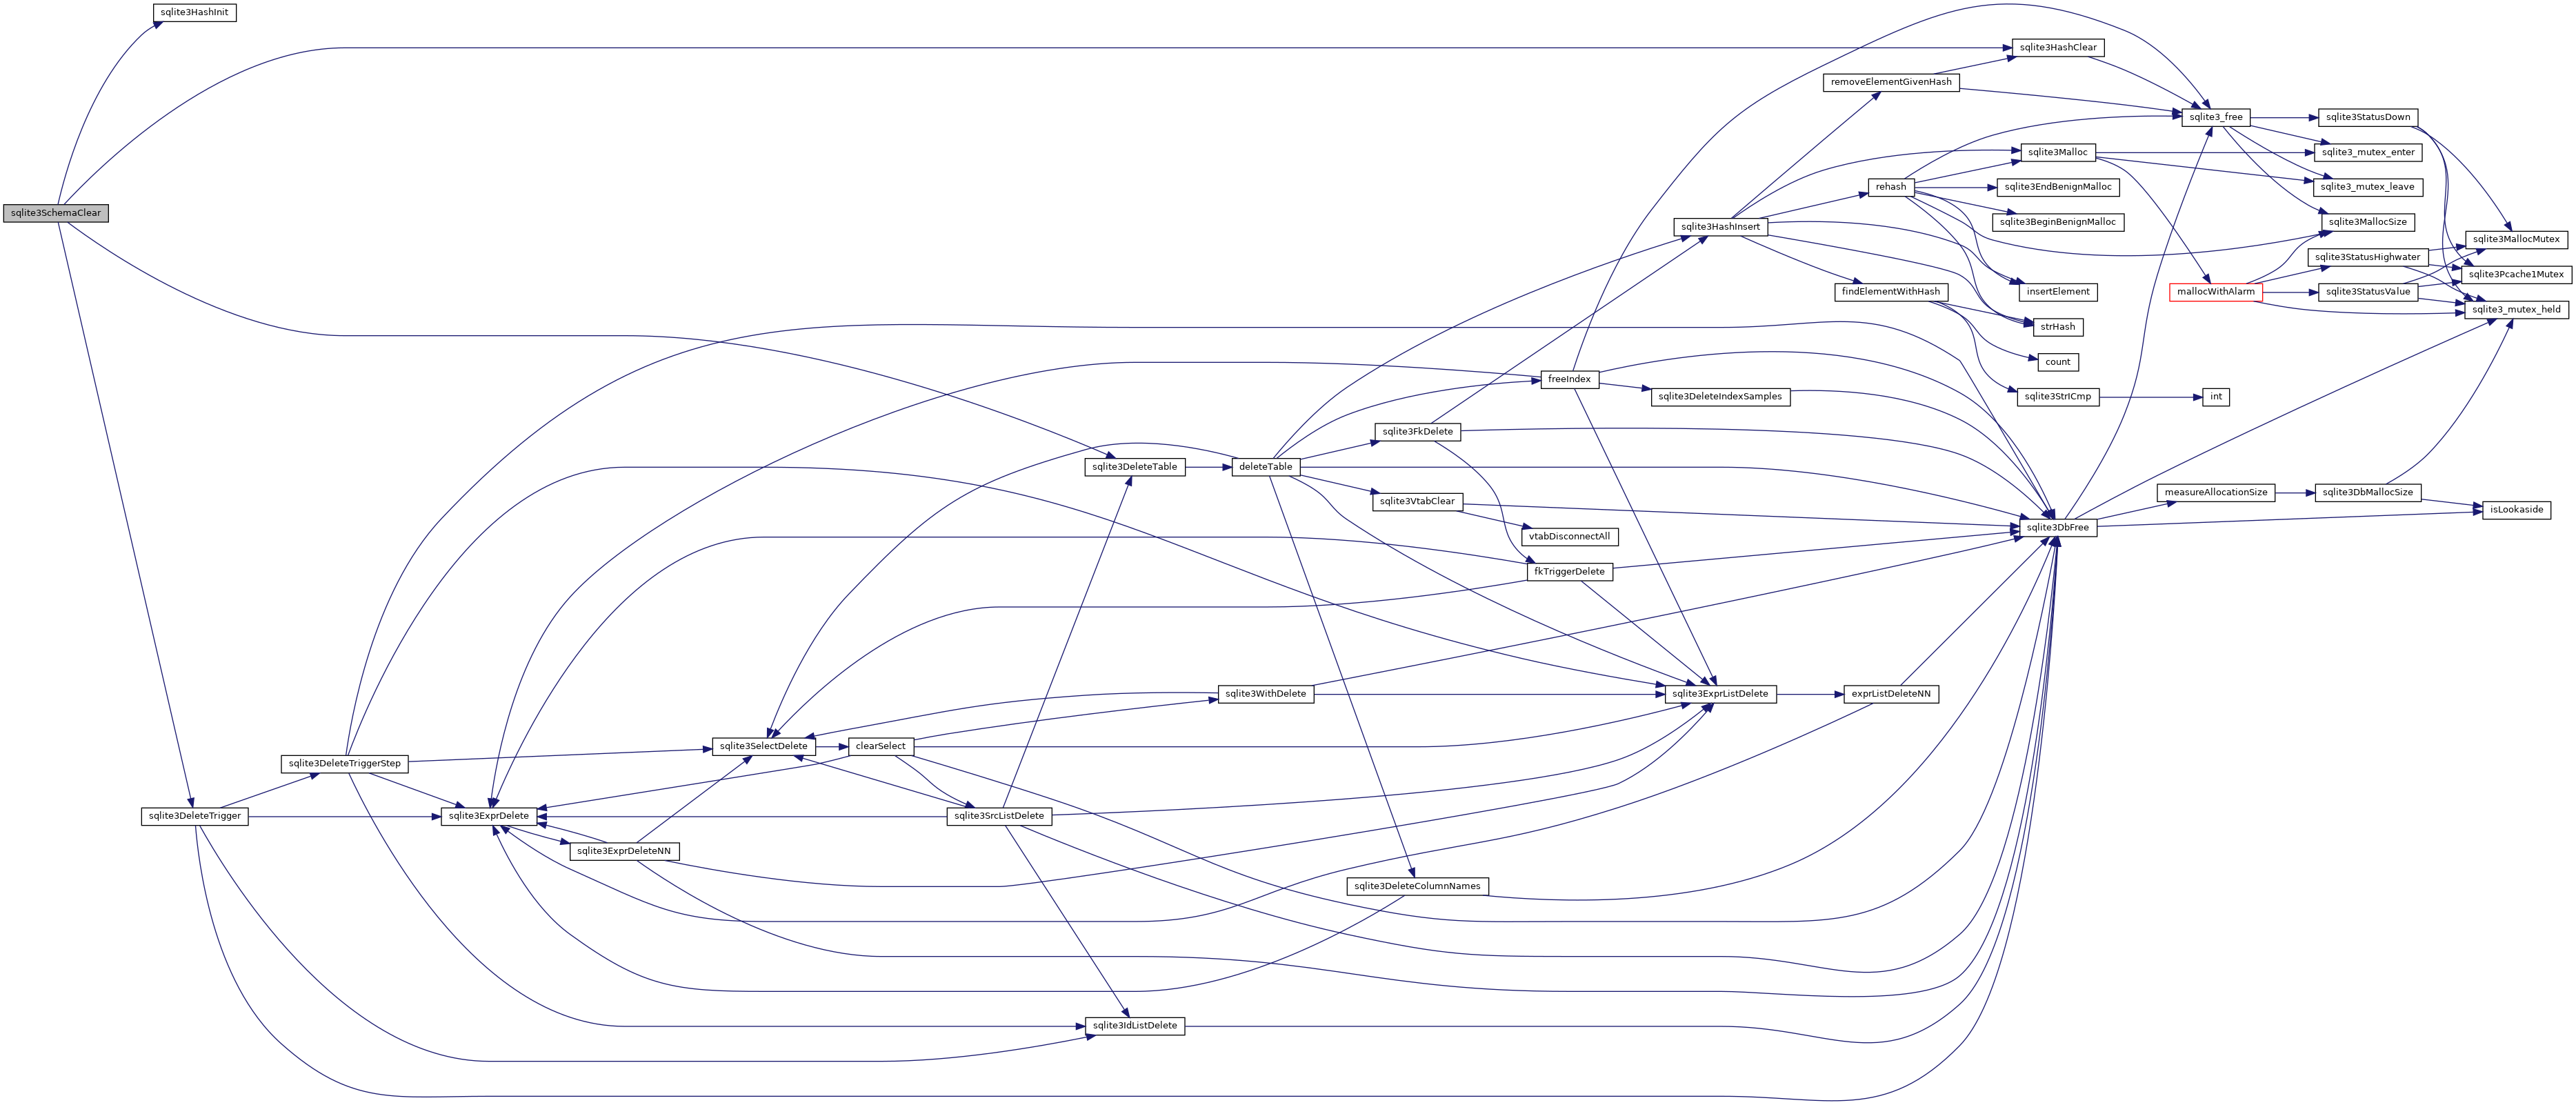 sqlite3HashInit
sqlite3HashClear
removeElementGivenHash
sqlite3_free
sqlite3StatusDown
sqlite3Malloc
sqlite3_mutex_enter
rehash
sqlite3EndBenignMalloc
sqlite3_mutex_leave
sqlite3SchemaClear
sqlite3HashInsert
sqlite3BeginBenignMalloc
sqlite3MallocSize
sqlite3MallocMutex
sqlite3StatusHighwater
sqlite3Pcache1Mutex
findElementWithHash
insertElement
mallocWithAlarm
sqlite3StatusValue
sqlite3_mutex_held
strHash
count
freeIndex
sqlite3DeleteIndexSamples
sqlite3StrICmp
int
sqlite3FkDelete
sqlite3DeleteTable
deleteTable
sqlite3VtabClear
measureAllocationSize
sqlite3DbMallocSize
isLookaside
sqlite3DbFree
vtabDisconnectAll
fkTriggerDelete
sqlite3WithDelete
sqlite3ExprListDelete
exprListDeleteNN
sqlite3SelectDelete
clearSelect
sqlite3DeleteTriggerStep
sqlite3DeleteTrigger
sqlite3ExprDelete
sqlite3SrcListDelete
sqlite3ExprDeleteNN
sqlite3DeleteColumnNames
sqlite3IdListDelete